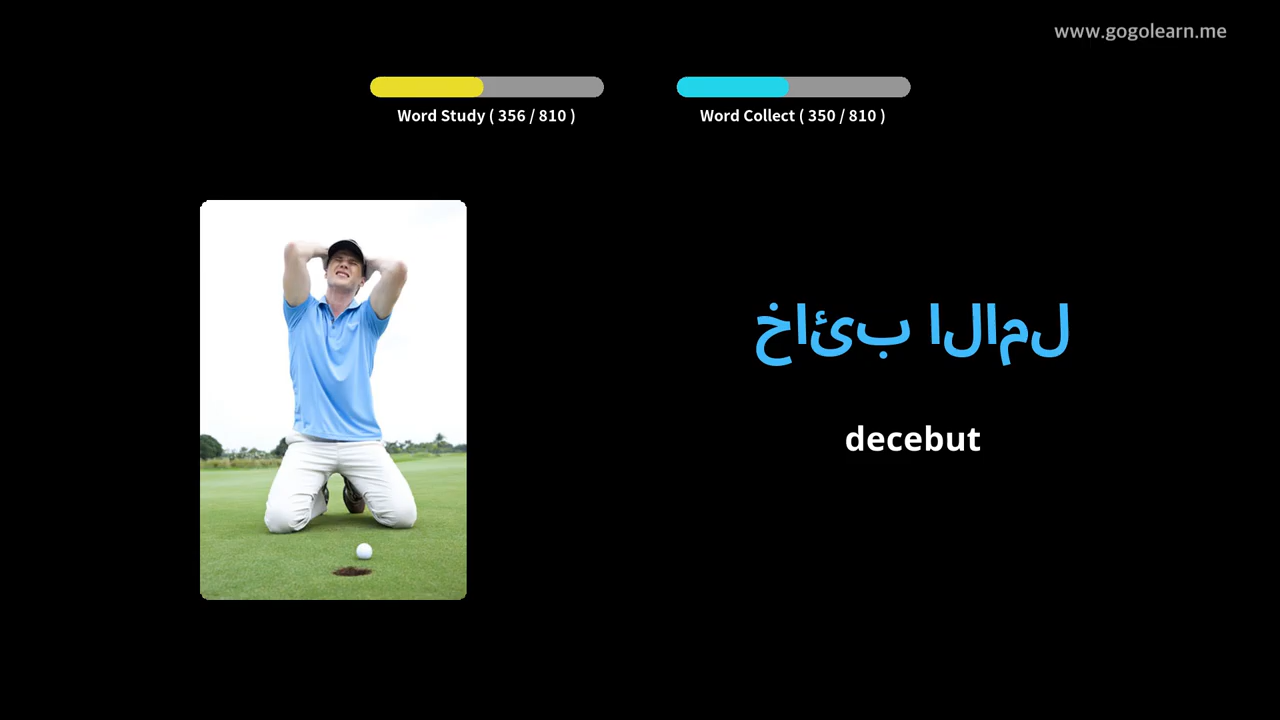 www.gogolearn.me
Word Study ( 356 / 810 )
Word Collect ( 350 / 810 )
خائب الامل
decebut